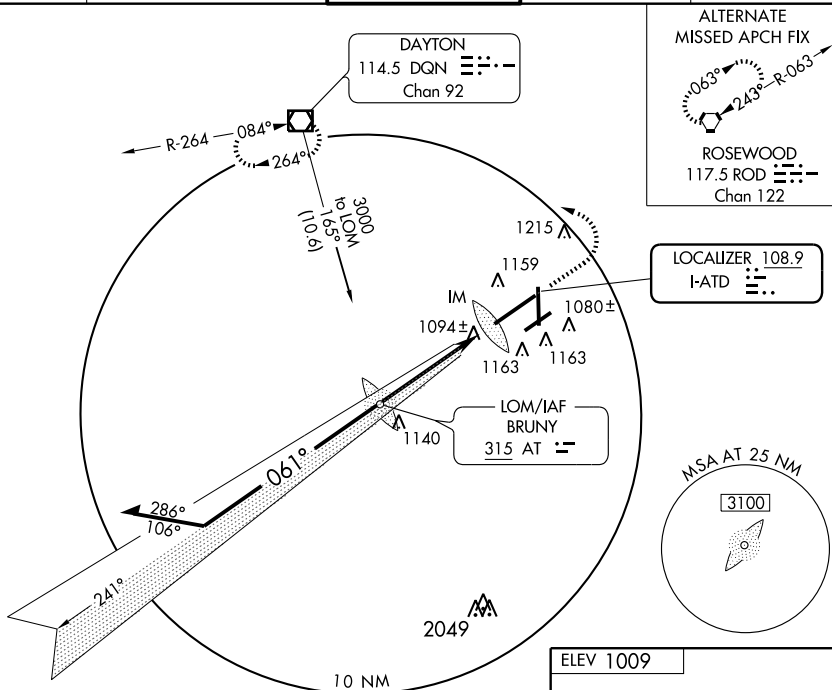 ALTERNATE
MISSED APCH FIX
063°
243°
R-063
ROSEWOOD
117.5 ROD
Chan 122
DAYTON
114.5 DQN
Chan 92
R-264
084°
264°
3000
to LOM
165°
(10.6)
1215
1159
LOCALIZER 108.9
I-ATD
IM
1094±
1080±
1163
1163
LOM/IAF
BRUNY
315 AT
1140
061°
286°
106°
241°
MSA AT 25 NM
3100
2049
10 NM
ELEV 1009